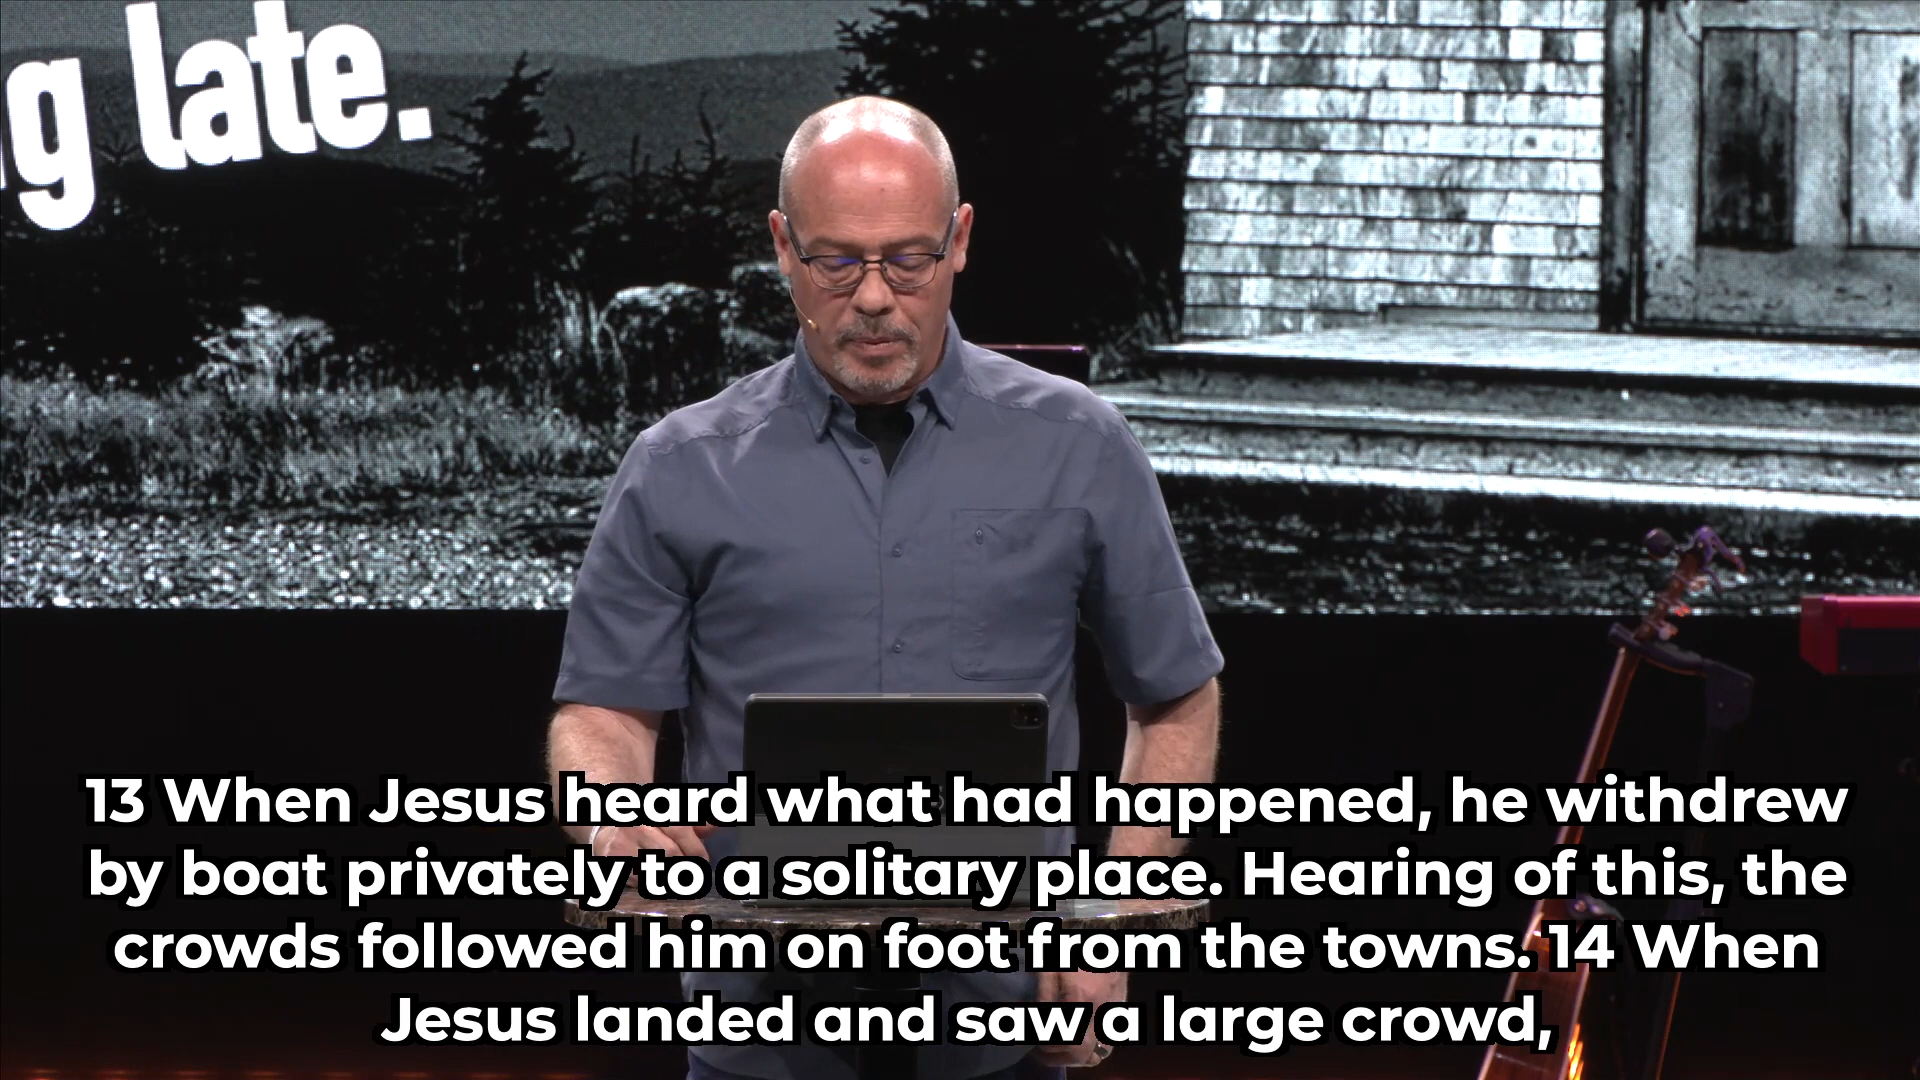 g late.
13 When Jesus heard what had happened, he withdrew
by boat privately to a solitary place. Hearing of this, the
crowds followed him on foot from the towns. 14 When
Jesus landed and saw a large crowd,